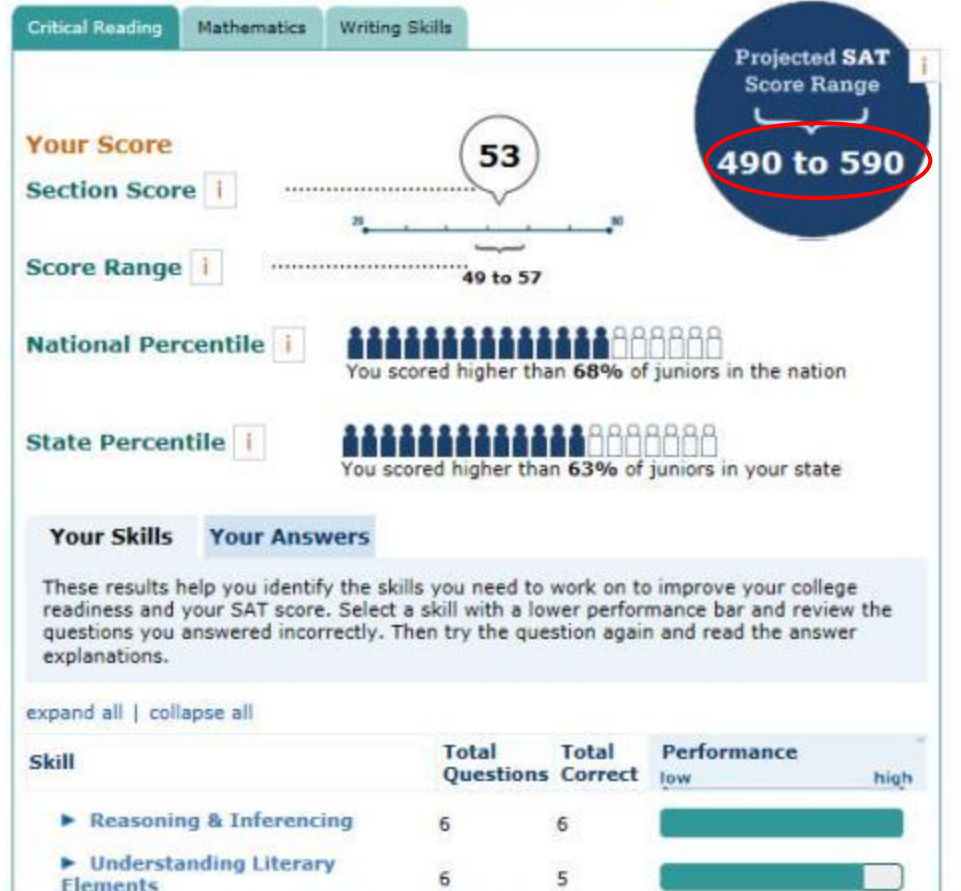 Critical Reading
Mathematics
Writing Skills
Projected SAT
Score Range
i
490 to 590
Your Score
53
Section Score i
20
80
Score Range i
49 to 57
National Percentile i
You scored higher than 68% of juniors in the nation
State Percentile i
You scored higher than 63% of juniors in your state
Your Skills
Your Answers
These results help you identify the skills you need to work on to improve your college
readiness and your SAT score. Select a skill with a lower performance bar and review the
questions you answered incorrectly. Then try the question again and read the answer
explanations.
expand all | collapse all
Skill
Total
Questions
Total
Correct
Performance
low
high
Reasoning & Inferencing
6
6
Understanding Literary
Elements
6
5